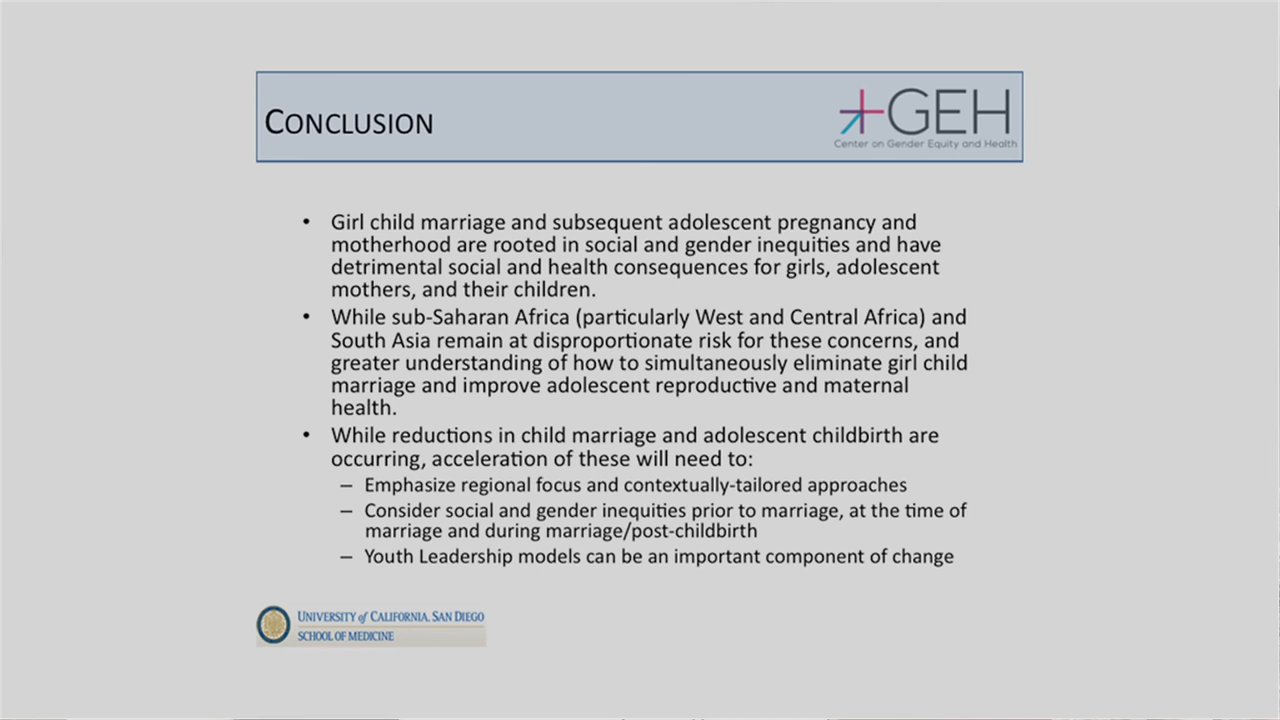 CONCLUSION
GEH
Center on Gender Equity and Health
• Girl child marriage and subsequent adolescent pregnancy and
motherhood are rooted in social and gender inequities and have
detrimental social and health consequences for girls, adolescent
mothers, and their children.
• While sub-Saharan Africa (particularly West and Central Africa) and
South Asia remain at disproportionate risk for these concerns, and
greater understanding of how to simultaneously eliminate girl child
marriage and improve adolescent reproductive and maternal
health.
• While reductions in child marriage and adolescent childbirth are
occurring, acceleration of these will need to:
– Emphasize regional focus and contextually-tailored approaches
– Consider social and gender inequities prior to marriage, at the time of
marriage and during marriage/post-childbirth
– Youth Leadership models can be an important component of change
UNIVERSITY of CALIFORNIA, SAN DIEGO
SCHOOL OF MEDICINE